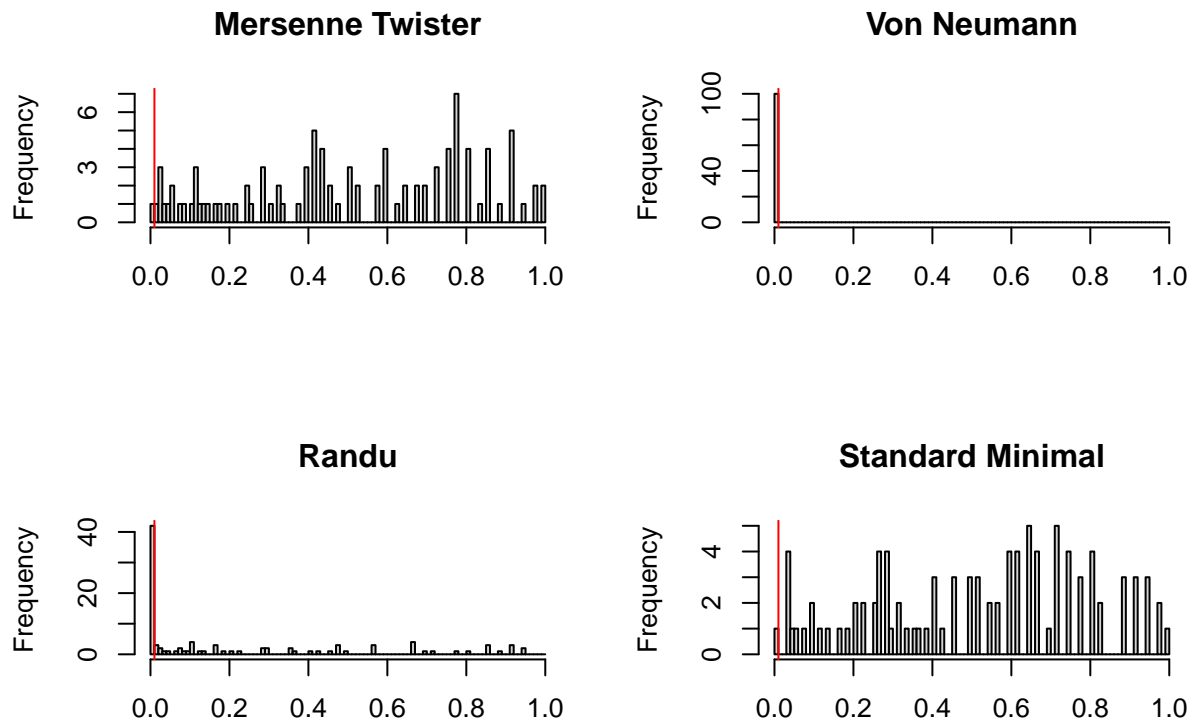 Mersenne Twister
Frequency
0 3 6
0.0 0.2 0.4 0.6 0.8 1.0
Von Neumann
Frequency
0 40 100
0.0 0.2 0.4 0.6 0.8 1.0
Randu
Frequency
0 20 40
0.0 0.2 0.4 0.6 0.8 1.0
Standard Minimal
Frequency
0 2 4
0.0 0.2 0.4 0.6 0.8 1.0